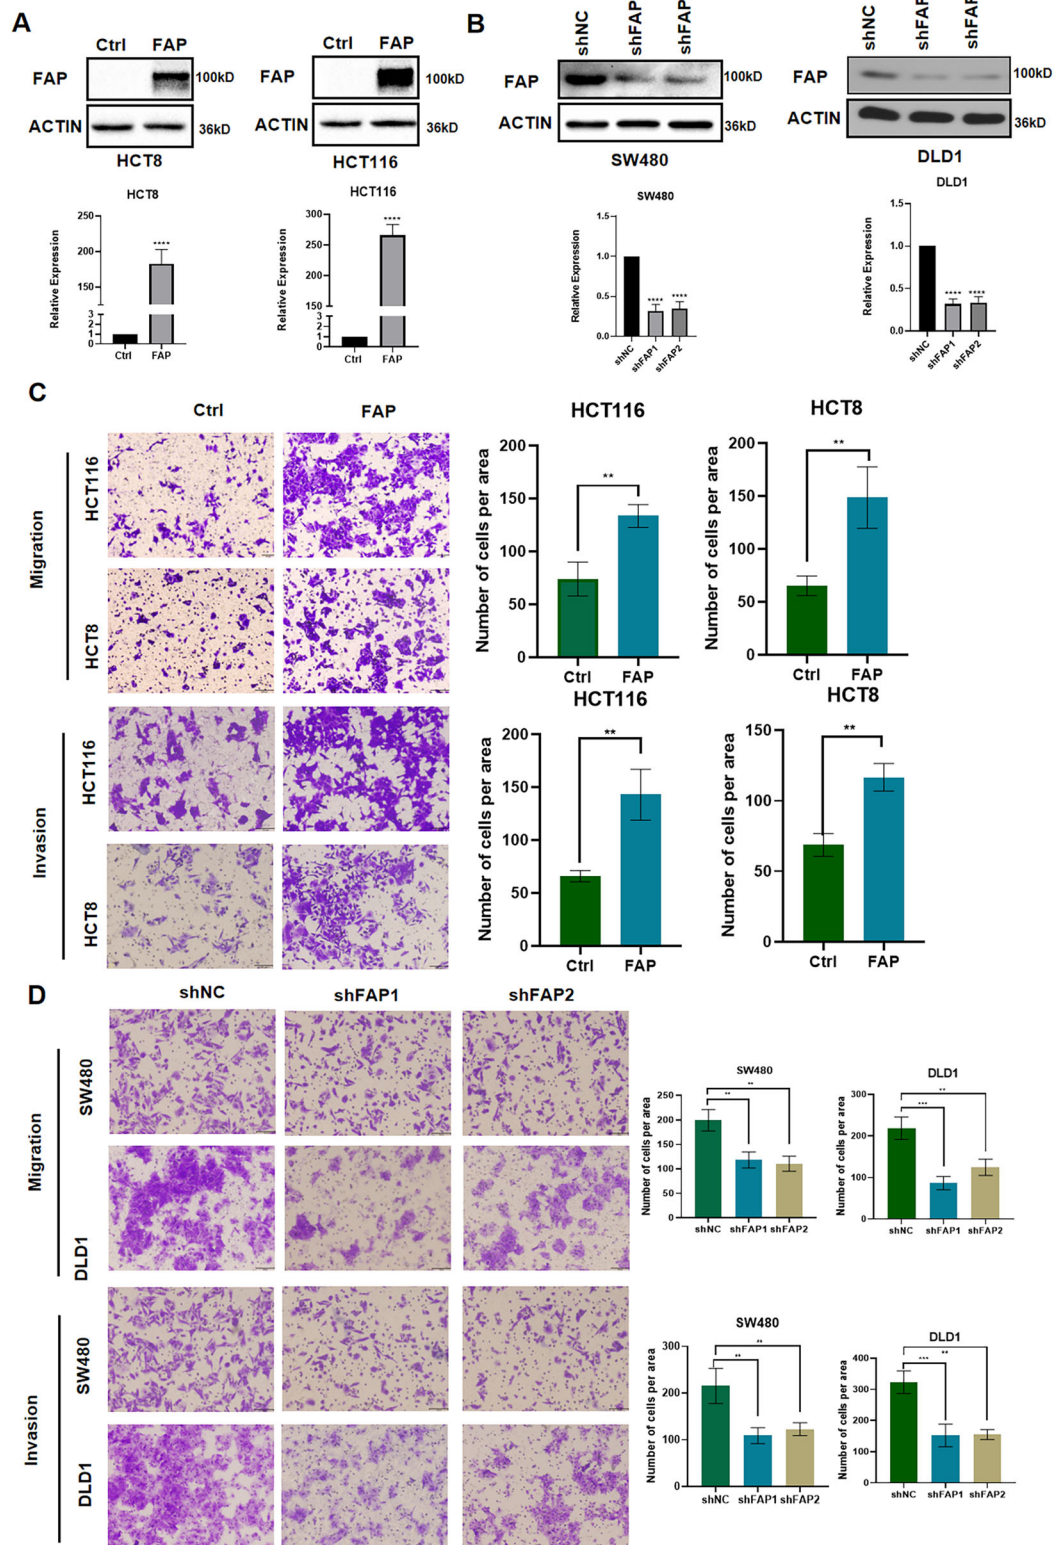 A
Ctrl FAP
FAP
100kD
ACTIN
36kD
HCT8
Ctrl FAP
FAP
100kD
ACTIN
36kD
HCT116
HCT8
Relative Expression
250
200
150
3
2
1
0
****
Ctrl FAP
HCT116
Relative Expression
300
250
200
150
4
3
2
1
0
****
Ctrl FAP
B
shNC shFAP shFAP
FAP
100kD
ACTIN
36kD
SW480
shNC shFAP shFAP
FAP
100kD
ACTIN
36kD
DLD1
SW480
Relative Expression
1.5
1.0
0.5
0.0
**** ****
shNC shFAP1 shFAP2
DLD1
Relative Expression
1.5
1.0
0.5
0.0
**** ****
shNC shFAP1 shFAP2
C
Ctrl FAP
Migration
HCT116
HCT8
Invasion
HCT116
HCT8
HCT116
Number of cells per area
200
150
100
50
0
**
Ctrl FAP
HCT8
Number of cells per area
200
150
100
50
0
**
Ctrl FAP
HCT116
Number of cells per area
200
150
100
50
0
**
Ctrl FAP
HCT8
Number of cells per area
150
100
50
0
**
Ctrl FAP
D
shNC shFAP1 shFAP2
Migration
SW480
DLD1
Invasion
SW480
DLD1
SW480
Number of cells per area
250
200
150
100
50
0
**
**
shNC shFAP1 shFAP2
DLD1
Number of cells per area
300
200
100
0
**
***
shNC shFAP1 shFAP2
SW480
Number of cells per area
300
200
100
0
**
**
shNC shFAP1 shFAP2
DLD1
Number of cells per area
400
300
200
100
0
**
***
shNC shFAP1 shFAP2